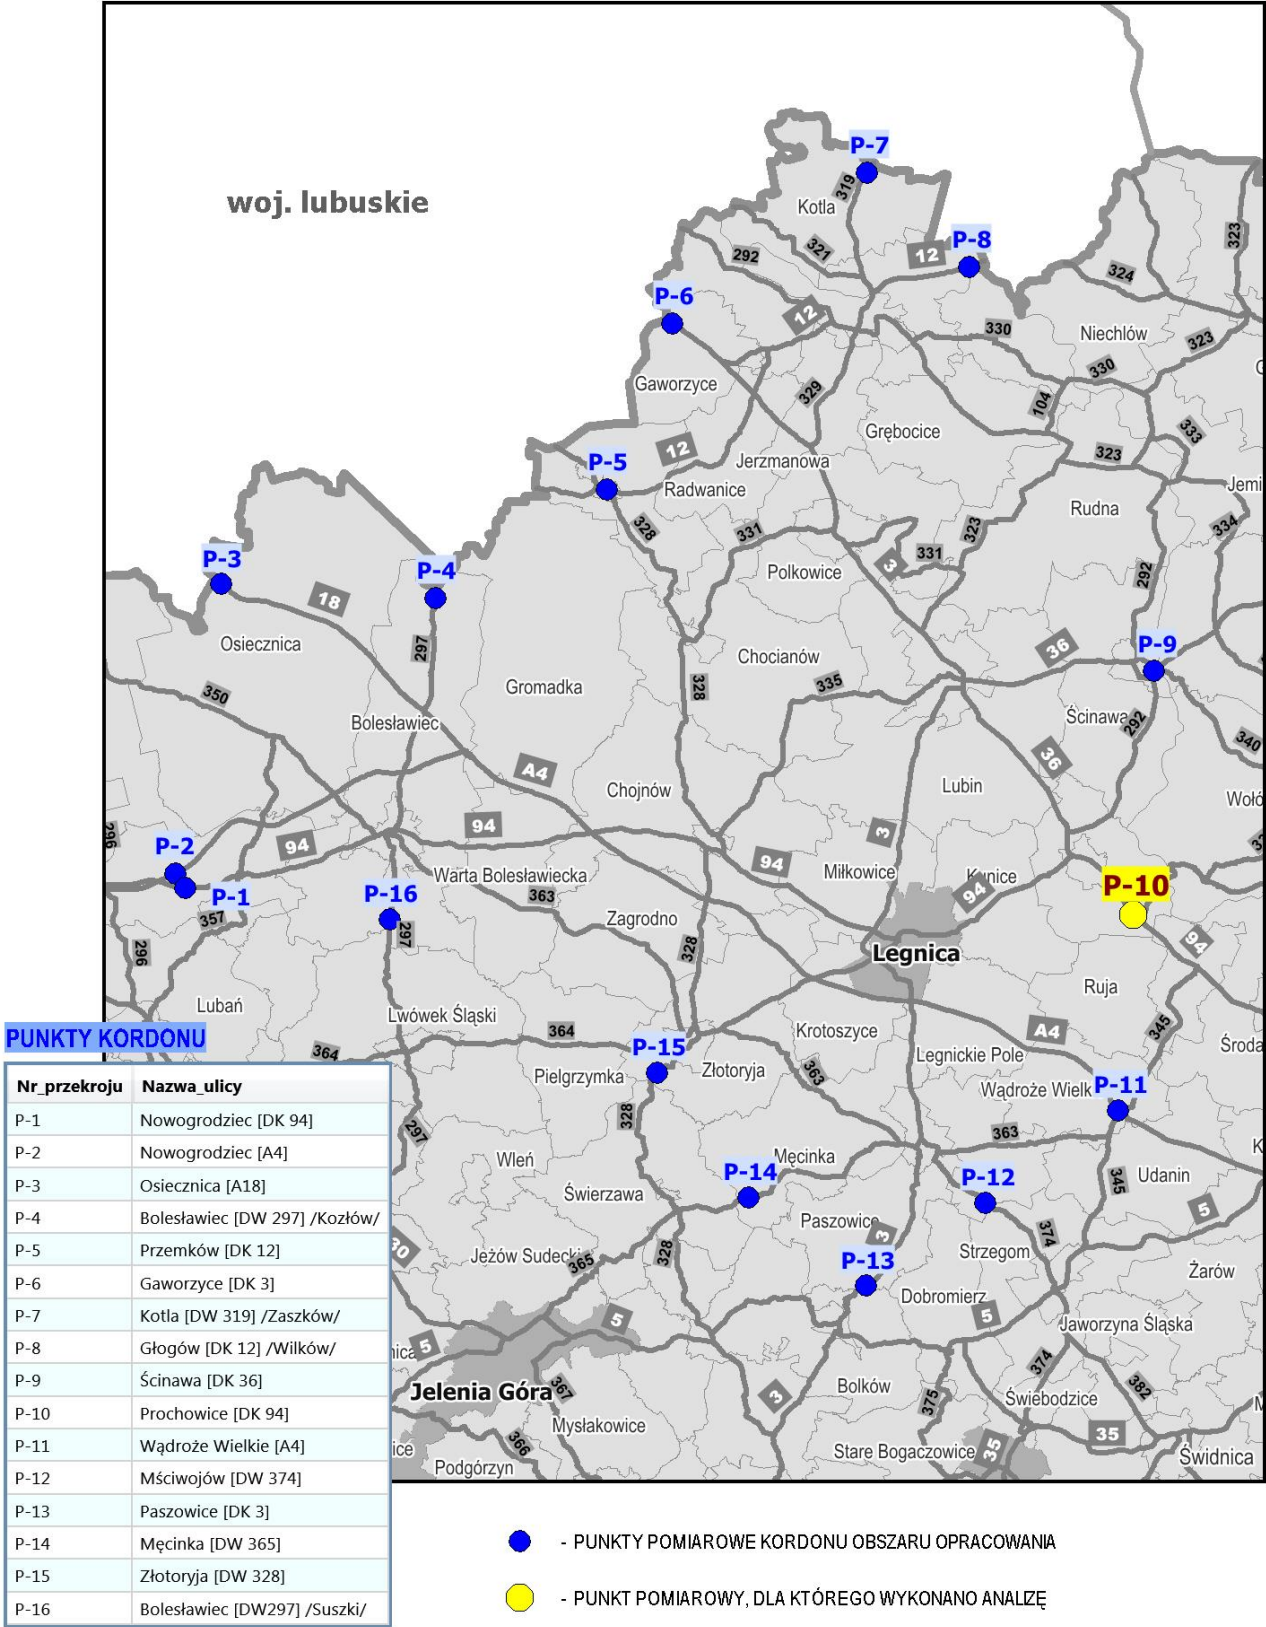 P-7
woj. lubuskie
319
Kotla
P-8
323
292
321
12
324
P-6
12
330
Niechlów
323
330
Gaworzyce
329
104
Grębocice
333
12
P-5
Jerzmanowa
323
Radwanice
Jemi
Rudna
328
331
323
334
P-3
P-4
331
3
Polkowice
292
18
297
Osiecznica
36
P-9
Chocianów
350
Gromadka
328
335
Bolesławiec
Ścinawa
292
340
36
A4
Chojnów
Lubin
Wołó
94
3
296
94
P-2
94
Miłkowice
Kunice
94
P-10
Warta Bolesławiecka
P-1
P-16
363
357
Zagrodno
297
94
296
328
Legnica
Ruja
Lubań
Lwówek Śląski
364
Krotoszyce
A4
345
PUNKTY KORDONU
364
P-15
Środa
Legnickie Pole
Pielgrzymka
Złotoryja
363
Wądroże Wielk
P-11
328
297
363
Męcinka
Wleń
P-14
P-12
Udanin
345
Świerzawa
5
Paszowice
3
374
Strzegom
30
Jeżów Sudecki
365
328
P-13
Żarów
Dobromierz
5
5
Jaworzyna Śląska
nica
5
374
Jelenia Góra
367
3
Bolków
375
382
Świebodzice
Mysłakowice
366
ice
Stare Bogaczowice
35
35
Świdnica
Podgórzyn
Nr_przekroju Nazwa_ulicy
P-1 Nowogrodziec [DK 94]
P-2 Nowogrodziec [A4]
P-3 Osiecznica [A18]
P-4 Bolesławiec [DW 297] /Kozłów/
P-5 Przemków [DK 12]
P-6 Gaworzyce [DK 3]
P-7 Kotla [DW 319] /Zaszków/
P-8 Głogów [DK 12] /Wilków/
P-9 Ścinawa [DK 36]
P-10 Prochowice [DK 94]
P-11 Wądroże Wielkie [A4]
P-12 Mściwojów [DW 374]
P-13 Paszowice [DK 3]
P-14 Męcinka [DW 365]
P-15 Złotoryja [DW 328]
P-16 Bolesławiec [DW297] /Suszki/
- PUNKTY POMIAROWE KORDONU OBSZARU OPRACOWANIA
- PUNKT POMIAROWY, DLA KTÓREGO WYKONANO ANALIZĘ